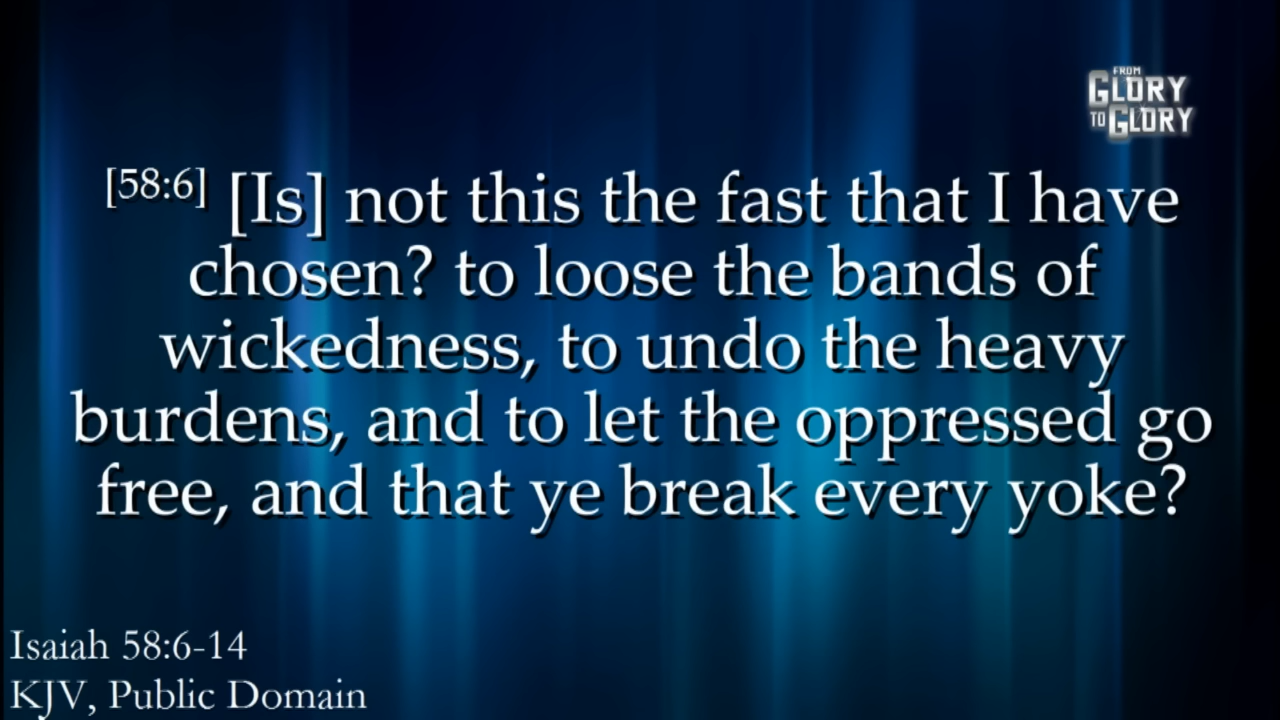 FROM
GLORY
TO GLORY
[58:6] [Is] not this the fast that I have
chosen? to loose the bands of
wickedness, to undo the heavy
burdens, and to let the oppressed go
free, and that ye break every yoke?
Isaiah 58:6-14
KJV, Public Domain